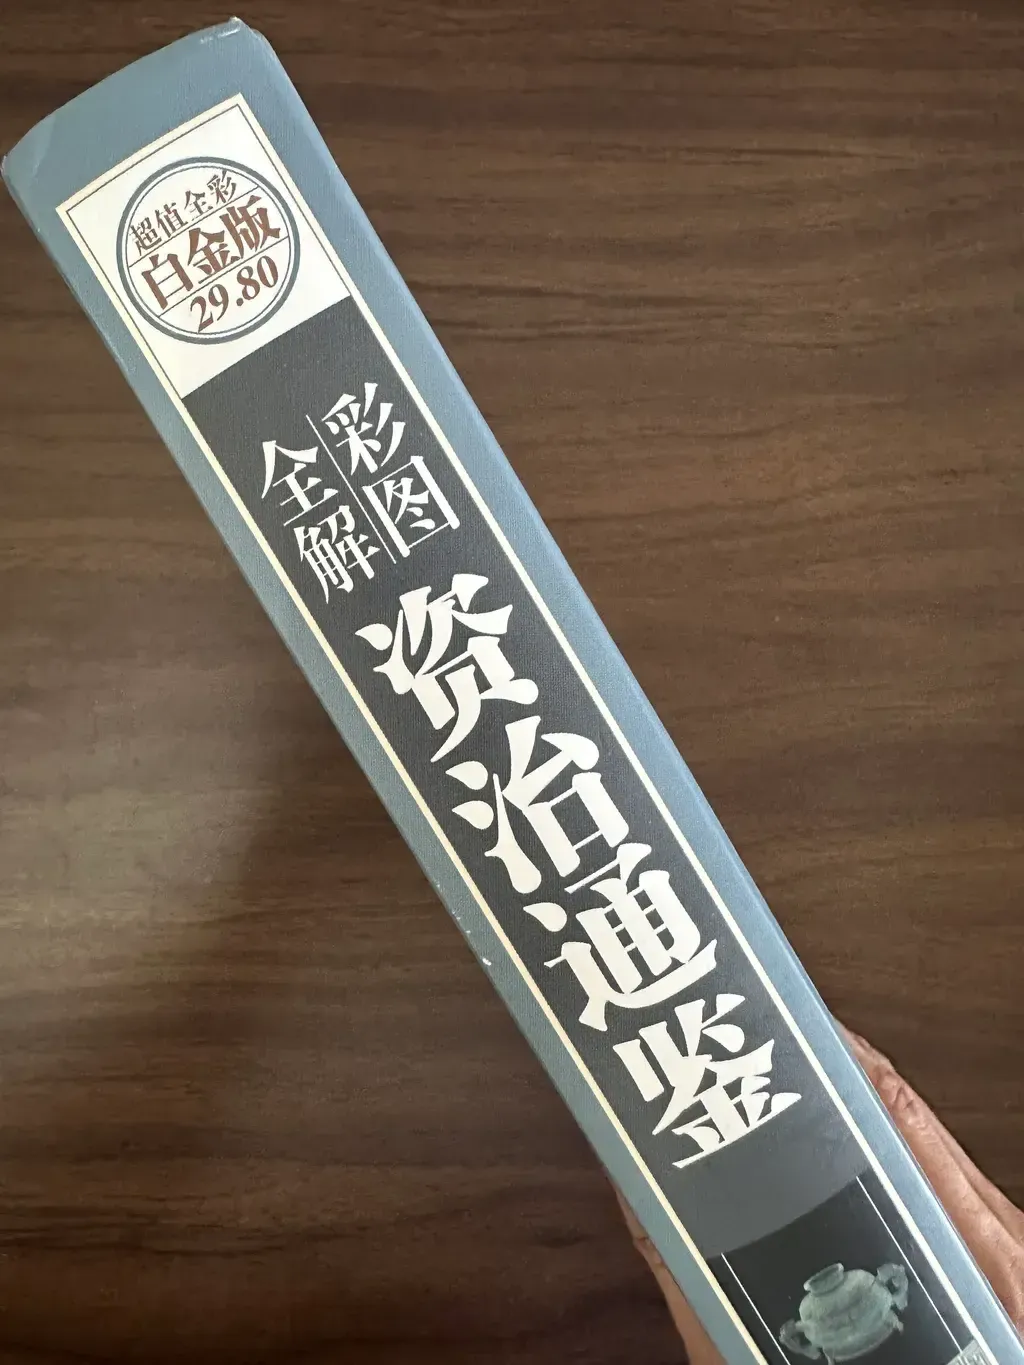 超值全彩
白金版
29.80
彩图
全解
资治通鉴